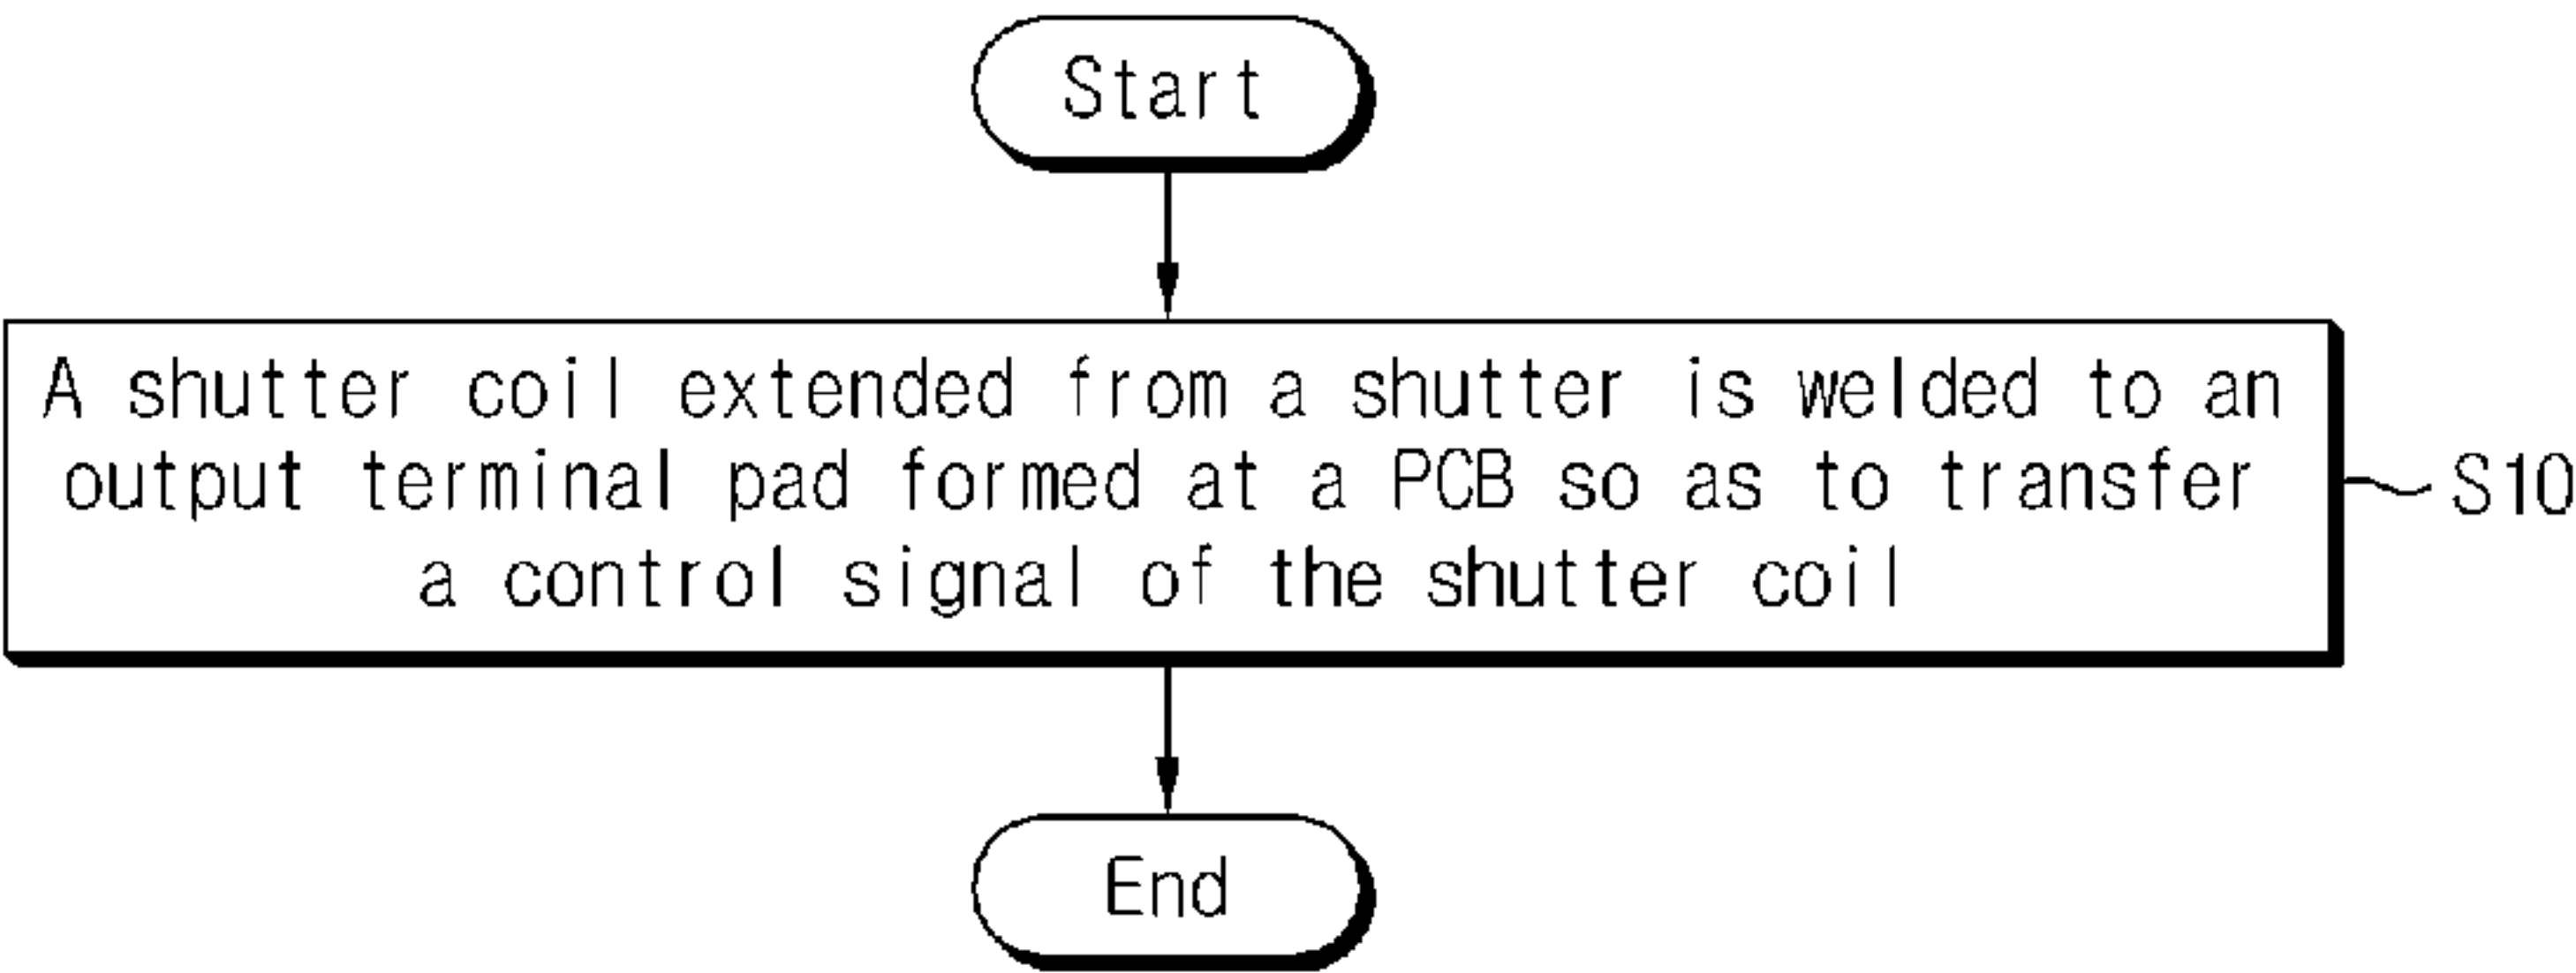 Start
A shutter coil extended from a shutter is welded to an
output terminal pad formed at a PCB so as to transfer
a control signal of the shutter coil
S10
End